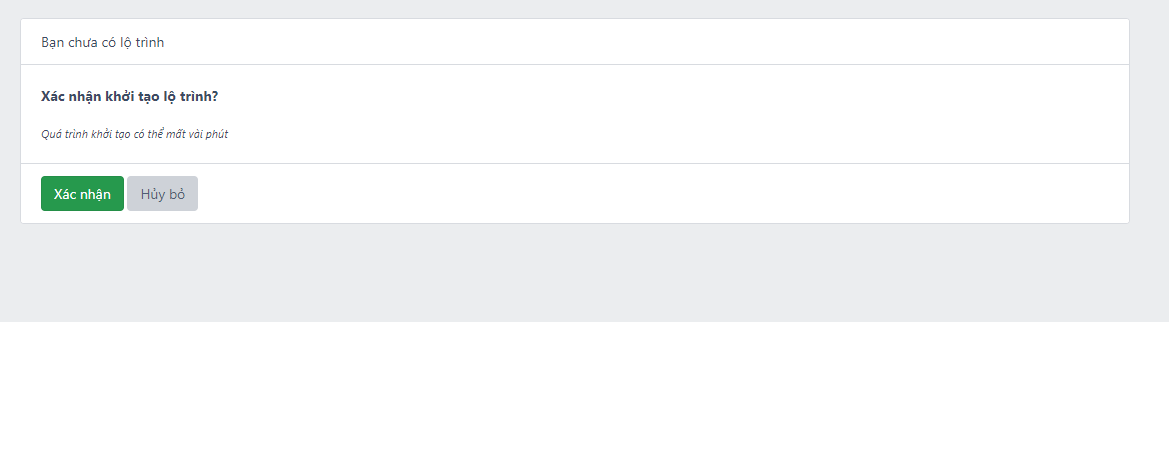 Bạn chưa có lộ trình
Xác nhận khởi tạo lộ trình?
Quá trình khởi tạo có thể mất vài phút
Xác nhận Hủy bỏ